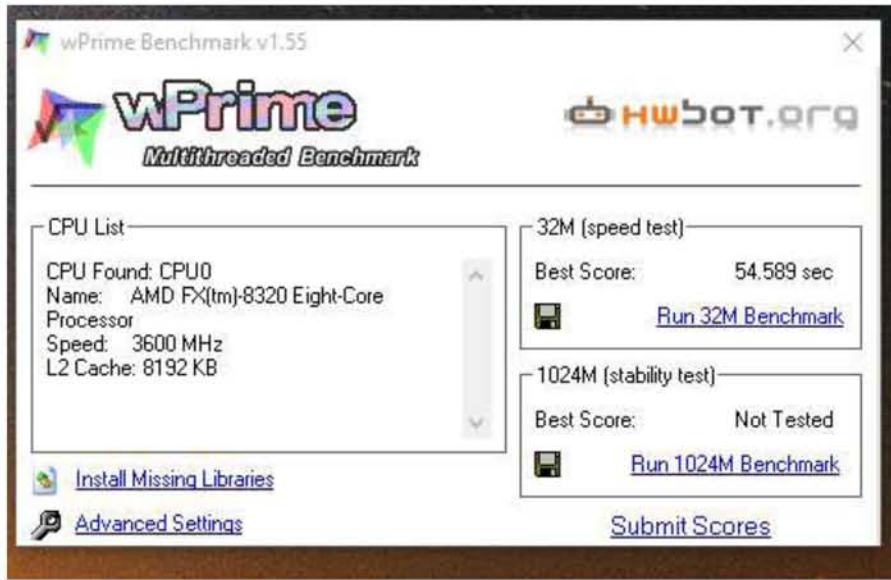 wPrime Benchmark v1.55
wPrime
Multithreaded Benchmark
hwbot.org
CPU List
CPU Found: CPU0
Name: AMD FX(tm)-8320 Eight-Core
Processor
Speed: 3600 MHz
L2 Cache: 8192 KB
32M (speed test)
Best Score: 54.589 sec
Run 32M Benchmark
1024M (stability test)
Best Score: Not Tested
Run 1024M Benchmark
Install Missing Libraries
Advanced Settings
Submit Scores